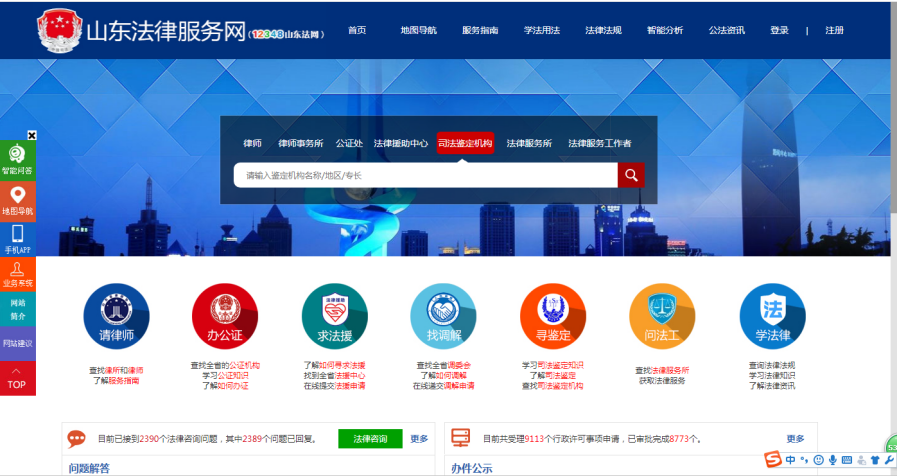 山东法律服务网(12348山东法网)
首页 地图导航 服务指南 学法用法 法律法规 智能分析 公法资讯 登录 | 注册
律师 律师事务所 公证处 法律援助中心 司法鉴定机构 法律服务所 法律服务工作者
请输入鉴定机构名称/地区/专长
智能问答
地图导航
手机APP
业务系统
网站
简介
网站建议
TOP
请律师
查找律所和律师
了解服务指南
办公证
查找全省的公证机构
学习公证知识
了解如何办证
法律援助
求法援
了解如何寻求法援
找到全省法援中心
在线提交法援申请
找调解
查找全省调委会
了解如何调解
在线递交调解申请
寻鉴定
学习司法鉴定知识
了解司法鉴定
查找司法鉴定机构
问法工
查找法律服务所
获取法律服务
法
学法律
查询法律法规
学习法律知识
了解法律资讯
目前已接到2390个法律咨询问题，其中2389个问题已回复。 法律咨询 更多
目前共受理9113个行政许可事项申请，已审批完成8773个。 更多
问题解答
办件公示
中